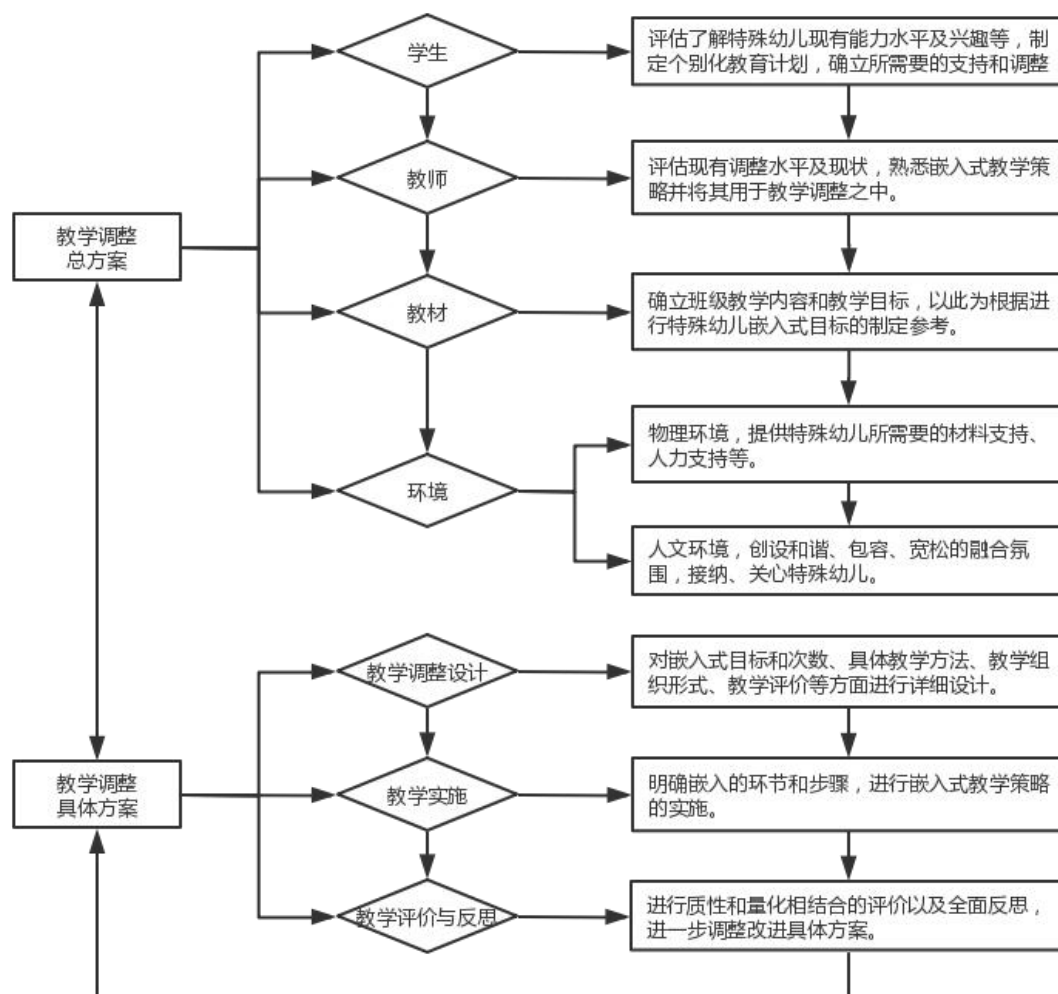 学生
评估了解特殊幼儿现有能力水平及兴趣等，制
定个别化教育计划，确立所需要的支持和调整
教师
评估现有调整水平及现状，熟悉嵌入式教学策
略并将其用于教学调整之中。
教学调整
总方案
教材
确立班级教学内容和教学目标，以此为根据进
行特殊幼儿嵌入式目标的制定参考。
环境
物理环境，提供特殊幼儿所需要的材料支持、
人力支持等。
人文环境，创设和谐、包容、宽松的融合氛
围，接纳、关心特殊幼儿。
教学调整设计
对嵌入式目标和次数、具体教学方法、教学组
织形式、教学评价等方面进行详细设计。
教学调整
具体方案
教学实施
明确嵌入的环节和步骤，进行嵌入式教学策略
的实施。
教学评价与反思
进行质性和量化相结合的评价以及全面反思，
进一步调整改进具体方案。